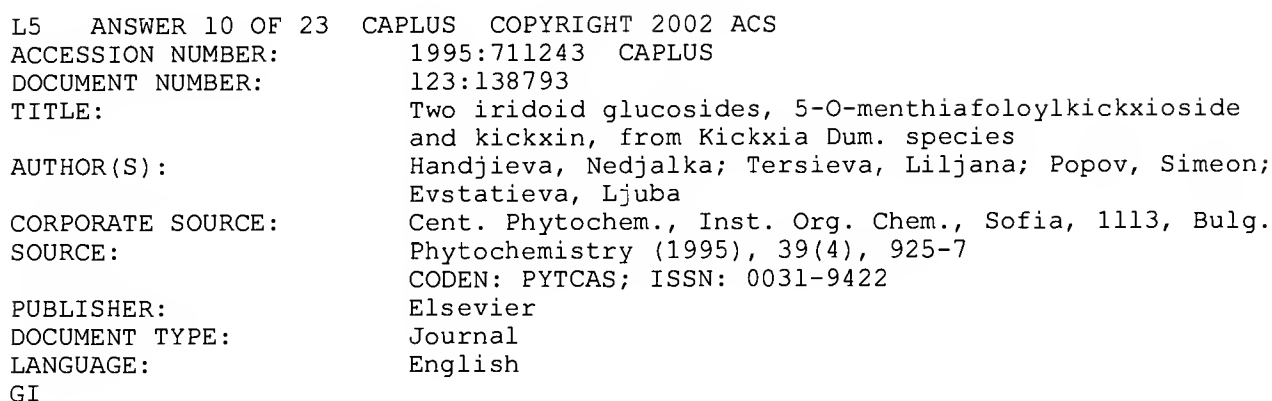 L5 ANSWER 10 OF 23 CAPLUS COPYRIGHT 2002 ACS
ACCESSION NUMBER: 1995:711243 CAPLUS
DOCUMENT NUMBER: 123:138793
TITLE: Two iridoid glucosides, 5-O-menthiafoloylkickxioside
and kickxin, from Kickxia Dum. species
AUTHOR(S): Handjieva, Nedjalka; Tersieva, Liljana; Popov, Simeon;
Evstatieva, Ljuba
CORPORATE SOURCE: Cent. Phytochem., Inst. Org. Chem., Sofia, 1113, Bulg.
SOURCE: Phytochemistry (1995), 39(4), 925-7
CODEN: PYTCAS; ISSN: 0031-9422
PUBLISHER: Elsevier
DOCUMENT TYPE: Journal
LANGUAGE: English
GI